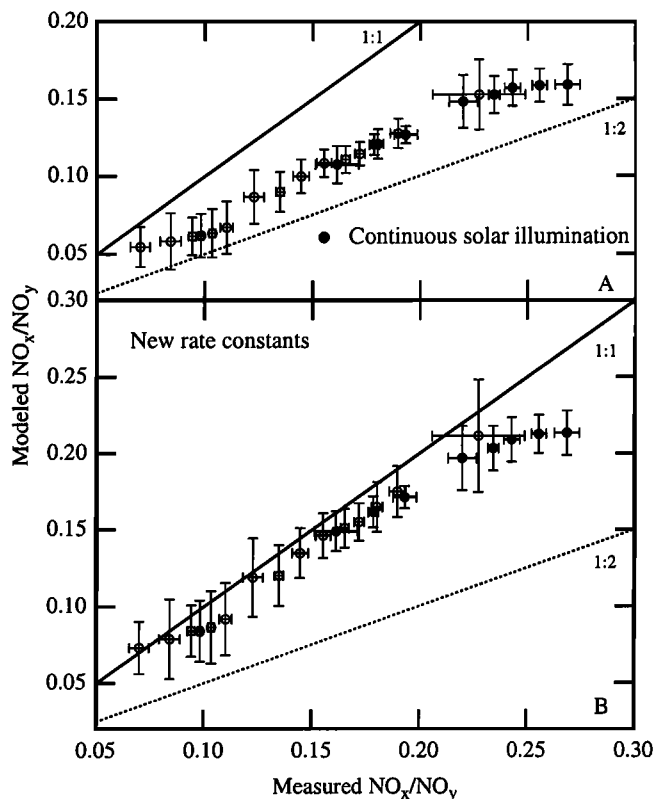 0.20
1:1
0.15
0.10
1:2
0.05
● Continuous solar illumination
A
0.30
Modeled NOx/NOy
New rate constants
1:1
0.25
0.20
0.15
1:2
0.10
0.05
B
0.05 0.10 0.15 0.20 0.25 0.30
Measured NOx/NOy